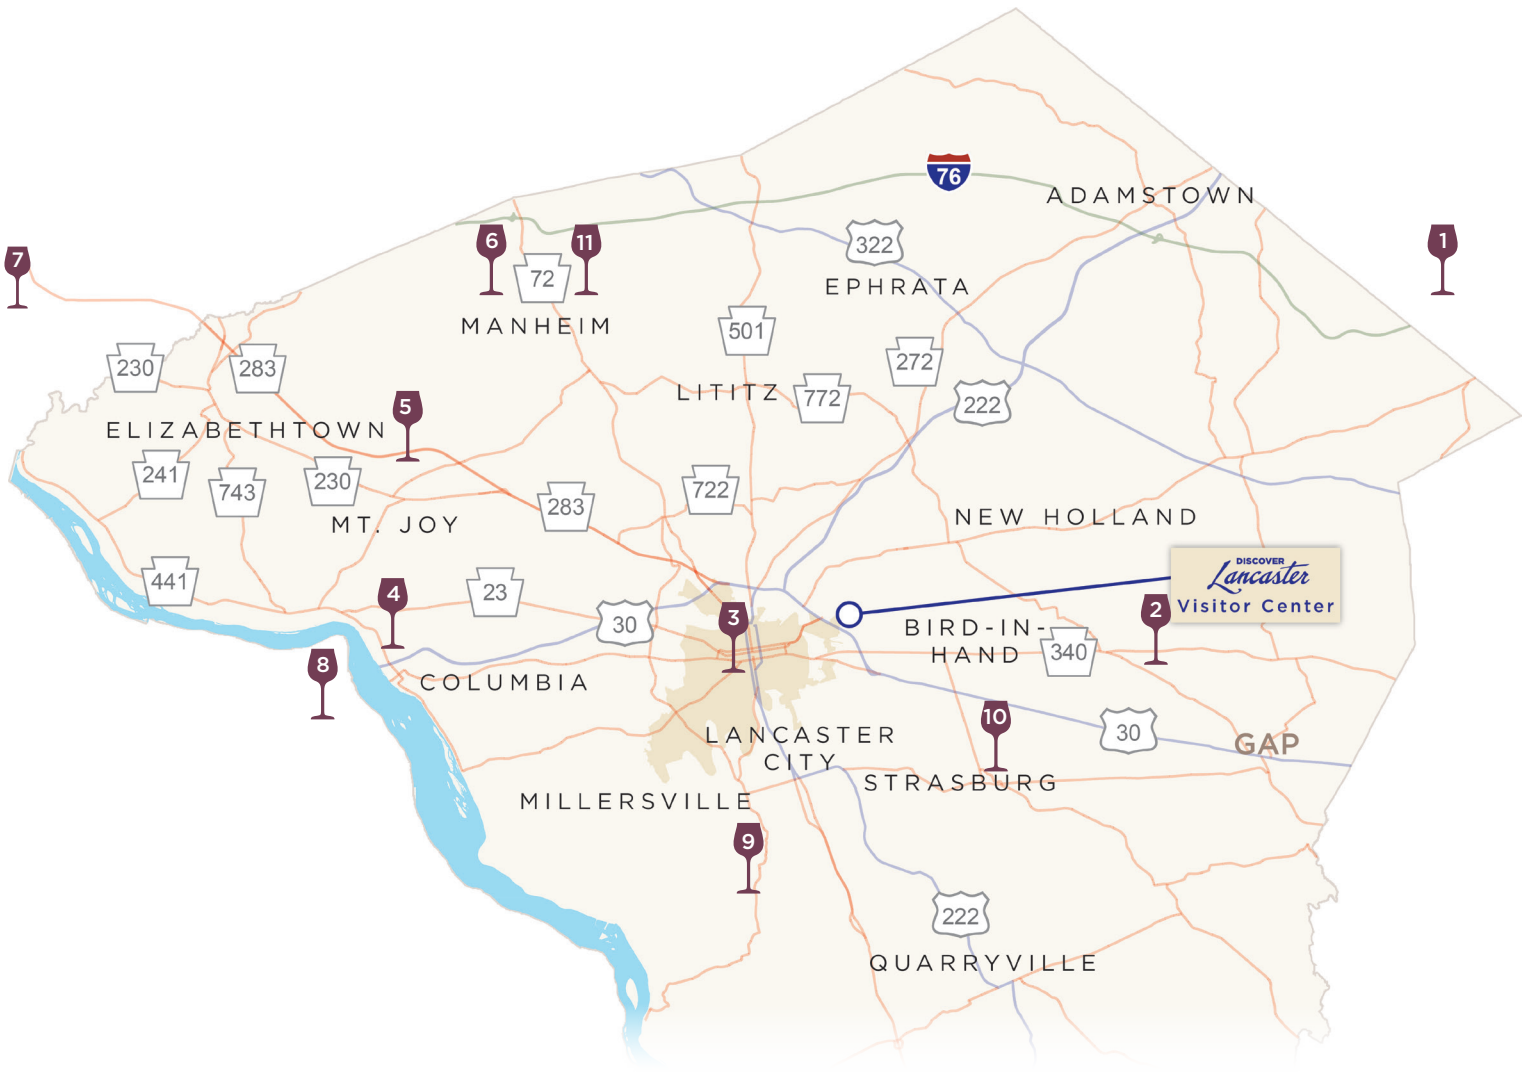 76
ADAMSTOWN
322
1
6
11
7
72
EPHRATA
MANHEIM
501
272
230
283
LITITZ
772
222
5
ELIZABETHTOWN
241
743
230
722
283
MT. JOY
NEW HOLLAND
DISCOVER
Lancaster
Visitor Center
441
23
4
30
3
2
BIRD-IN-
HAND
340
8
COLUMBIA
10
30
GAP
LANCASTER
CITY
STRASBURG
MILLERSVILLE
9
222
QUARRYVILLE